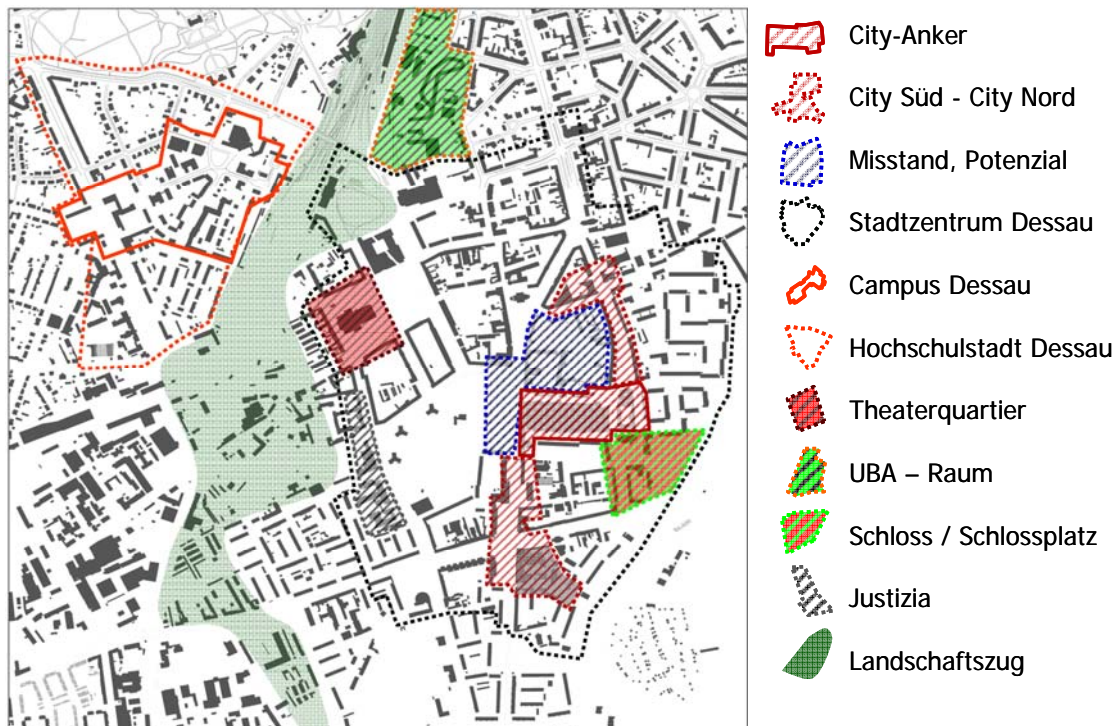 City-Anker
City Süd - City Nord
Misstand, Potenzial
Stadtzentrum Dessau
Campus Dessau
Hochschulstadt Dessau
Theaterquartier
UBA – Raum
Schloss / Schlossplatz
Justizia
Landschaftszug